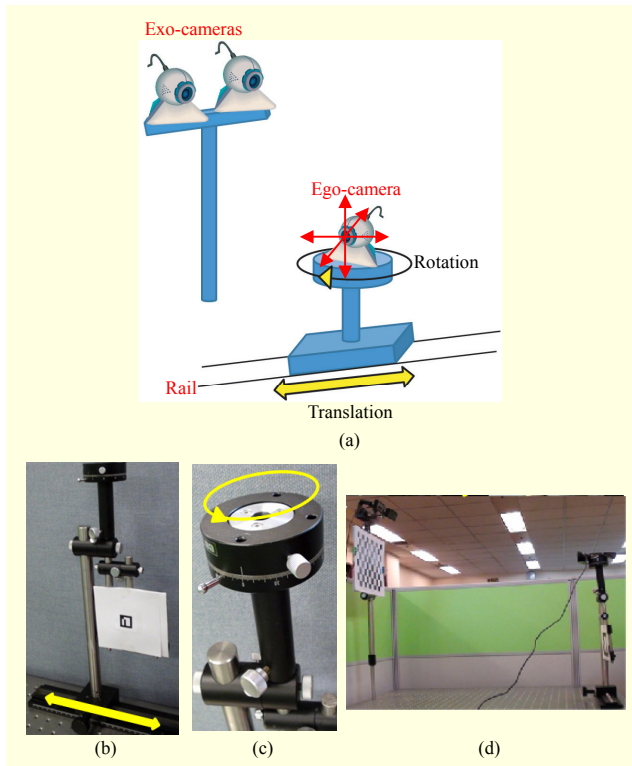 Exo-cameras
Ego-camera
Rotation
Rail
Translation
(a)
(b)
(c)
(d)